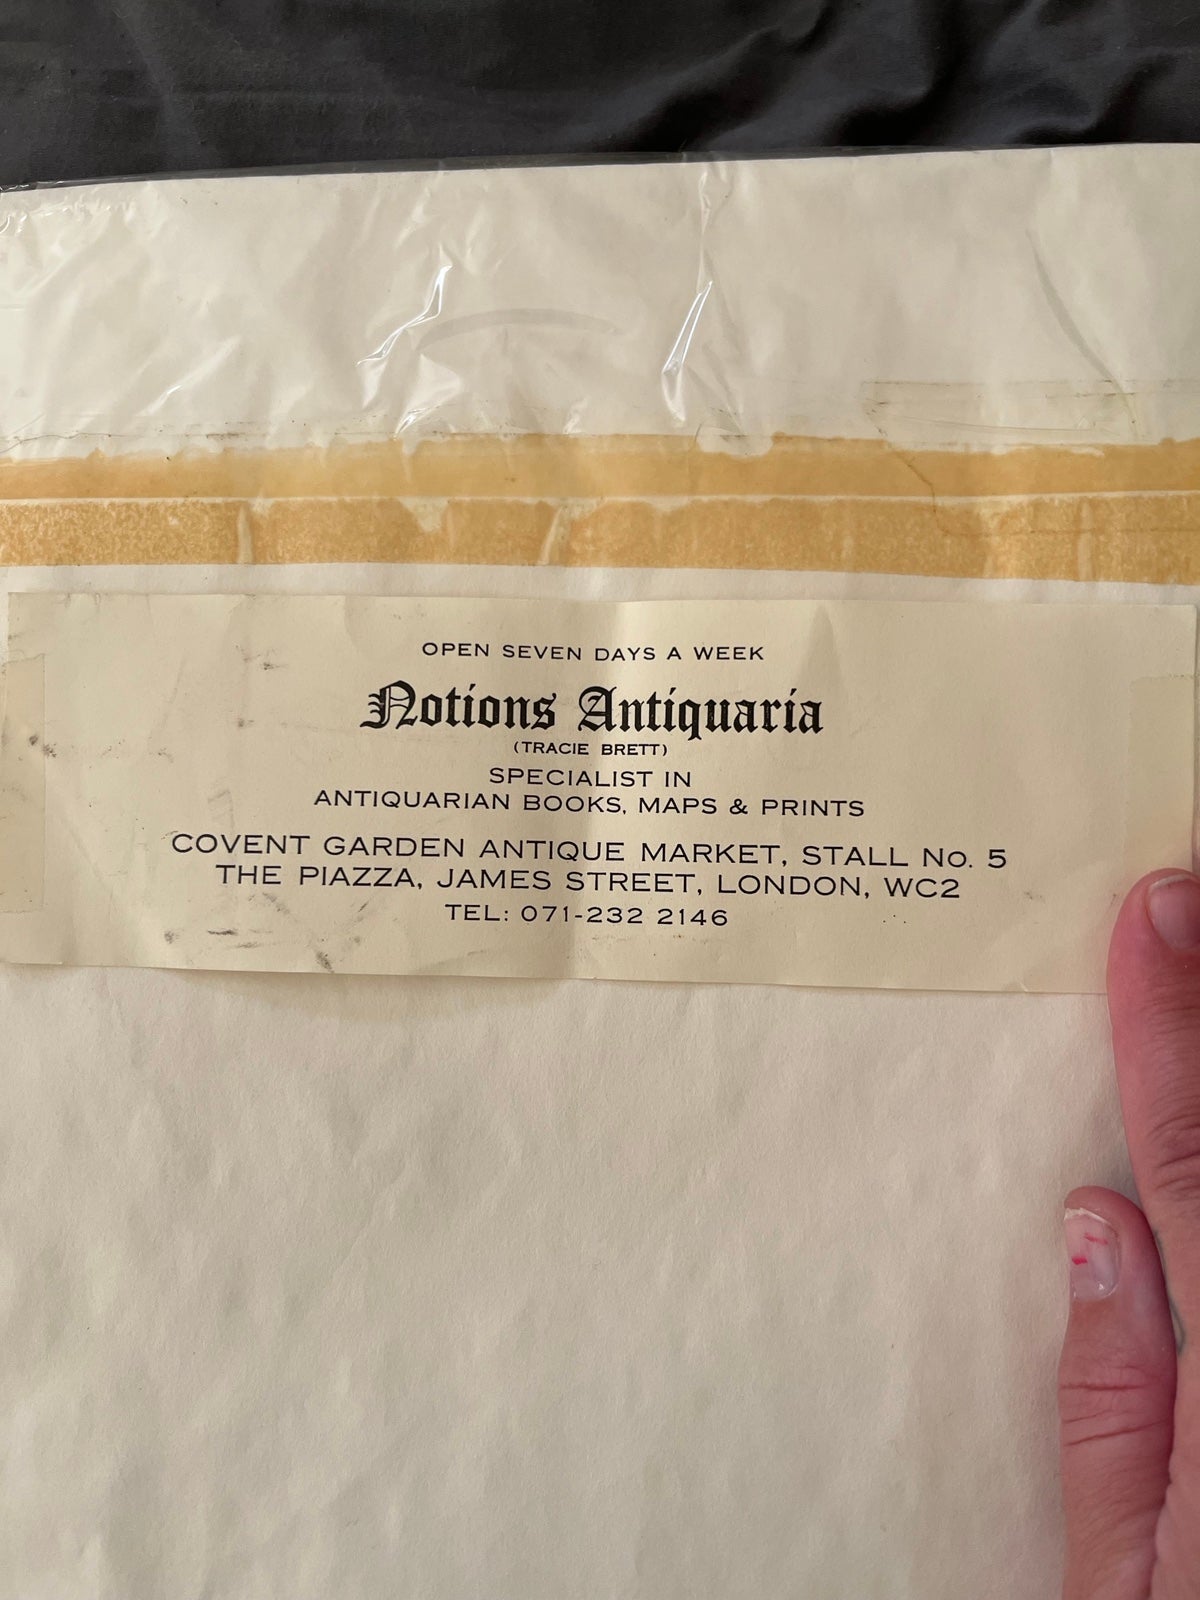 OPEN SEVEN DAYS A WEEK
Notions Antiquaria
(TRACIE BRETT)
SPECIALIST IN
ANTIQUARIAN BOOKS, MAPS & PRINTS
COVENT GARDEN ANTIQUE MARKET, STALL No. 5
THE PIAZZA, JAMES STREET, LONDON, WC2
TEL: 071-232 2146